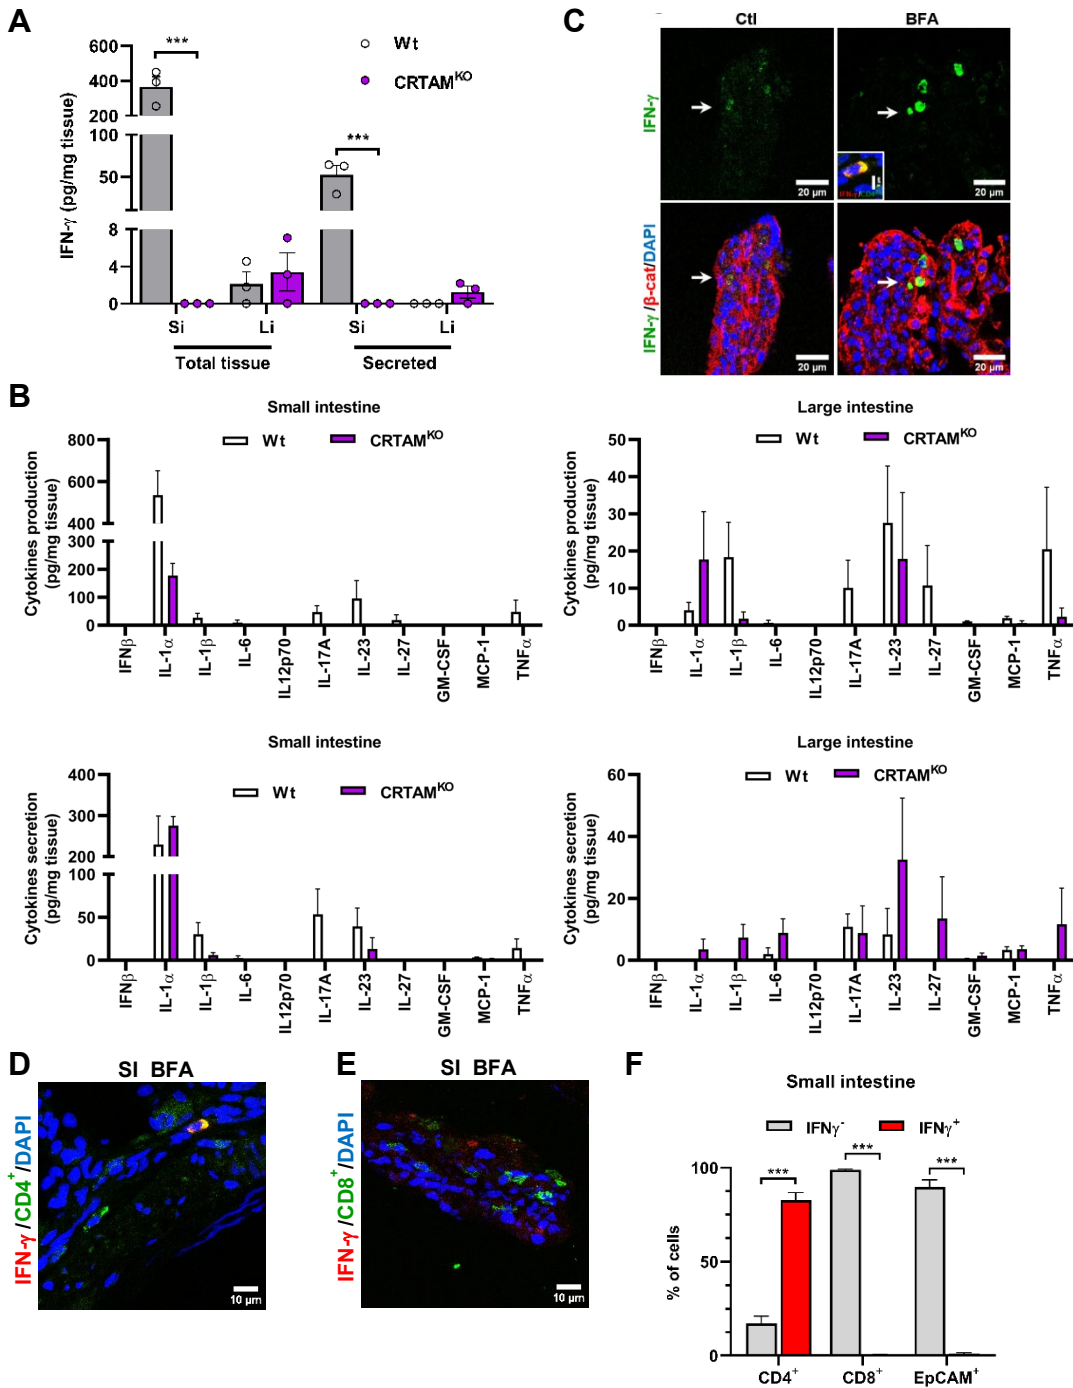 A
IFN-γ (pg/mg tissue)
600
400
200
100
50
8
4
0
***
***
Wt
CRTAM^KO
Si
Li
Si
Li
Total tissue
Secreted
C
Ctl
BFA
IFN-γ
IFN-γ/β-cat/DAPI
20 µm
20 µm
20 µm
20 µm
B
Small intestine
Wt
CRTAM^KO
Cytokines production
(pg/mg tissue)
800
600
400
300
200
100
0
IFNβ
IL-1α
IL-1β
IL-6
IL12p70
IL-17A
IL-23
IL-27
GM-CSF
MCP-1
TNFα
Large intestine
Wt
CRTAM^KO
Cytokines production
(pg/mg tissue)
50
40
30
20
10
0
IFNβ
IL-1α
IL-1β
IL-6
IL12p70
IL-17A
IL-23
IL-27
GM-CSF
MCP-1
TNFα
Small intestine
Wt
CRTAM^KO
Cytokines secretion
(pg/mg tissue)
400
300
200
100
50
0
IFNβ
IL-1α
IL-1β
IL-6
IL12p70
IL-17A
IL-23
IL-27
GM-CSF
MCP-1
TNFα
Large intestine
Wt
CRTAM^KO
Cytokines secretion
(pg/mg tissue)
60
40
20
0
IFNβ
IL-1α
IL-1β
IL-6
IL12p70
IL-17A
IL-23
IL-27
GM-CSF
MCP-1
TNFα
D
SI BFA
IFN-γ/CD4⁺/DAPI
10 µm
E
SI BFA
IFN-γ/CD8⁺/DAPI
10 µm
F
Small intestine
IFNγ⁻
IFNγ⁺
% of cells
100
50
0
***
***
***
CD4⁺
CD8⁺
EpCAM⁺